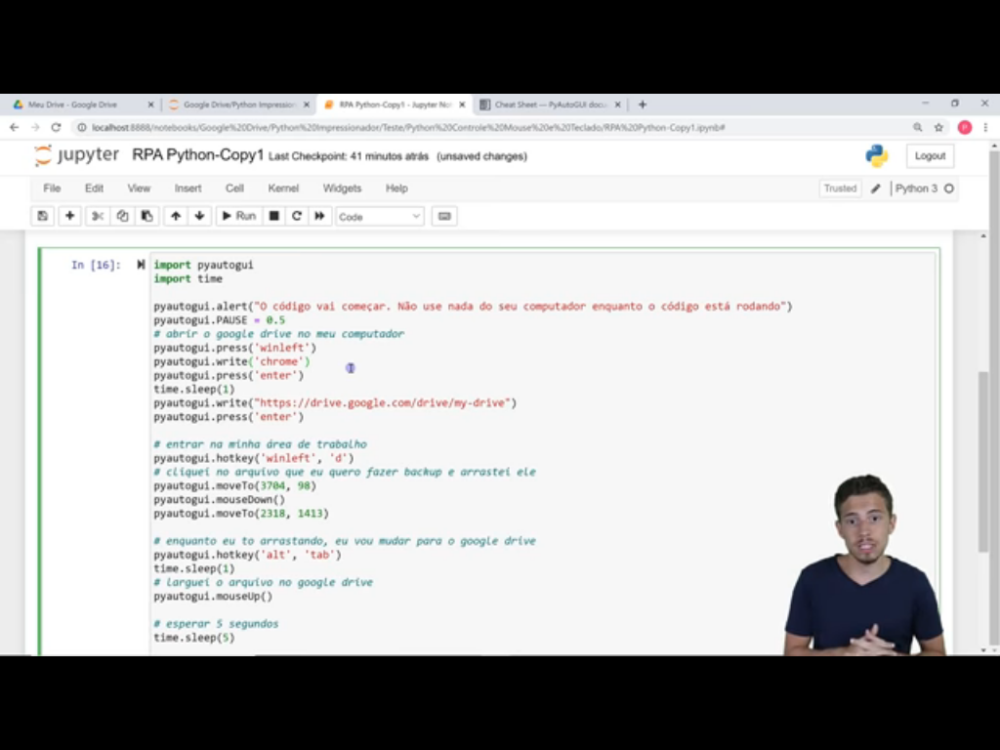 Meu Drive - Google Drive
Google Drive/Python Impression
RPA Python-Copy1 - Jupyter No
Cheat Sheet — PyAutoGUI docu
localhost:8888/notebooks/Google%20Drive/Python%20Impressionador/Teste/Python%20Controle%20Mouse%20e%20Teclado/RPA%20Python-Copy1.ipynb#
P
jupyter RPA Python-Copy1 Last Checkpoint: 41 minutos atrás (unsaved changes)
Logout
File Edit View Insert Cell Kernel Widgets Help
Trusted Python 3
Run Code
In [16]:
import pyautogui
import time
pyautogui.alert("O código vai começar. Não use nada do seu computador enquanto o código está rodando")
pyautogui.PAUSE = 0.5
# abrir o google drive no meu computador
pyautogui.press('winleft')
pyautogui.write('chrome')
pyautogui.press('enter')
time.sleep(1)
pyautogui.write("https://drive.google.com/drive/my-drive")
pyautogui.press('enter')
# entrar na minha área de trabalho
pyautogui.hotkey('winleft', 'd')
# cliquei no arquivo que eu quero fazer backup e arrastei ele
pyautogui.moveTo(3704, 98)
pyautogui.mouseDown()
pyautogui.moveTo(2318, 1413)
# enquanto eu to arrastando, eu vou mudar para o google drive
pyautogui.hotkey('alt', 'tab')
time.sleep(1)
# larguei o arquivo no google drive
pyautogui.mouseUp()
# esperar 5 segundos
time.sleep(5)